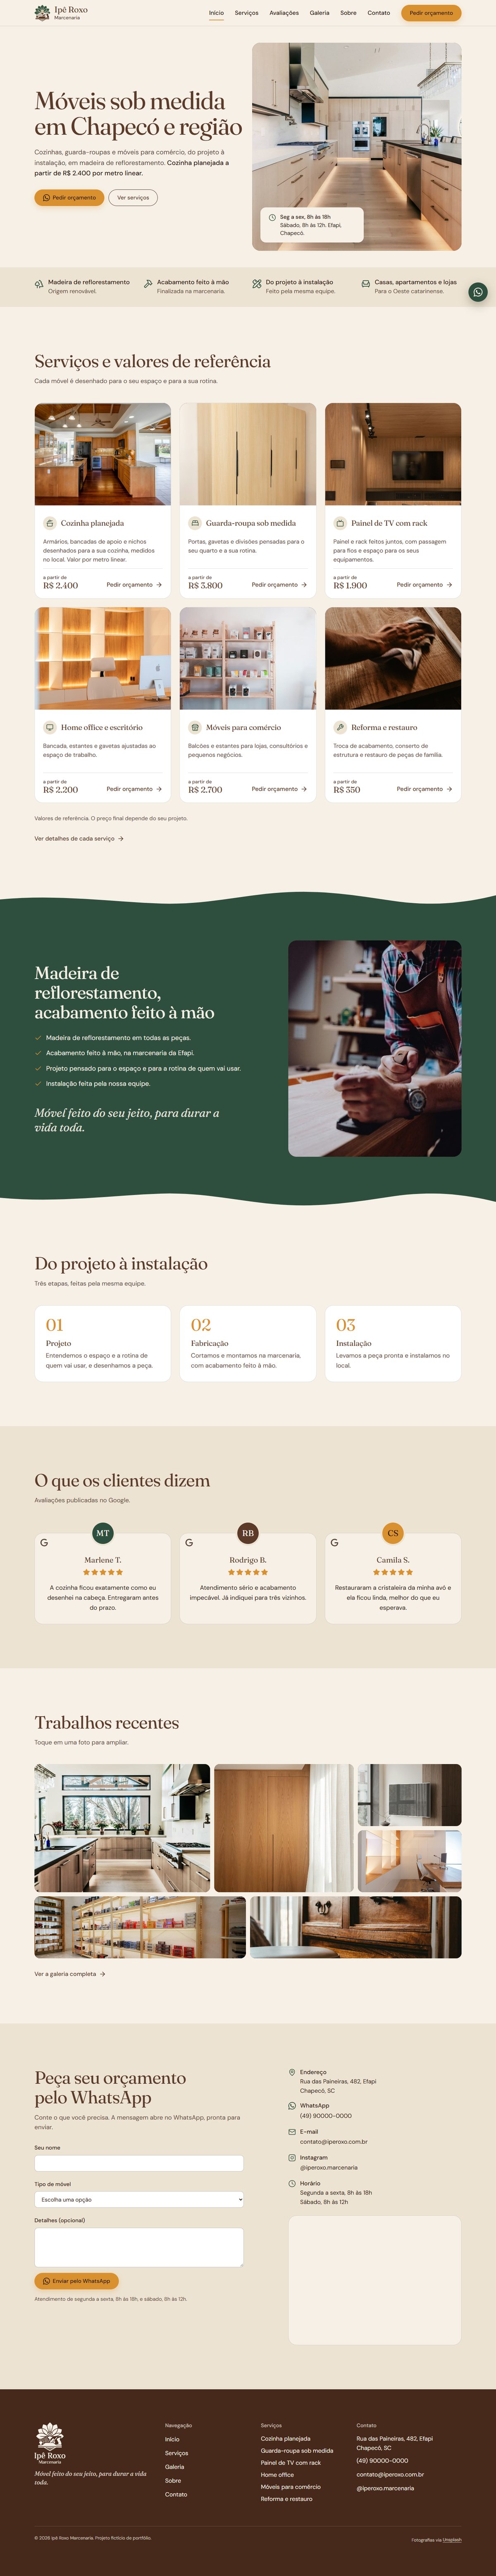 Ipê Roxo
Marcenaria
Início
Serviços
Avaliações
Galeria
Sobre
Contato
Pedir orçamento
Móveis sob medida
em Chapecó e região
Cozinhas, guarda-roupas e móveis para comércio, do projeto à
instalação, em madeira de reflorestamento. Cozinha planejada a
partir de R$ 2.400 por metro linear.
Pedir orçamento
Ver serviços
Seg a sex, 8h às 18h
Sábado, 8h às 12h. Efapi,
Chapecó.
Madeira de reflorestamento
Origem renovável.
Acabamento feito à mão
Finalizada na marcenaria.
Do projeto à instalação
Feito pela mesma equipe.
Casas, apartamentos e lojas
Para o Oeste catarinense.
Serviços e valores de referência
Cada móvel é desenhado para o seu espaço e para a sua rotina.
Cozinha planejada
Armários, bancadas de apoio e nichos
desenhados para a sua cozinha, medidos
no local. Valor por metro linear.
a partir de
R$ 2.400
Pedir orçamento
Guarda-roupa sob medida
Portas, gavetas e divisões pensadas para o
seu quarto e a sua rotina.
a partir de
R$ 3.800
Pedir orçamento
Painel de TV com rack
Painel e rack feitos juntos, com passagem
para fios e espaço para os seus
equipamentos.
a partir de
R$ 1.900
Pedir orçamento
Home office e escritório
Bancada, estantes e gavetas ajustadas ao
espaço de trabalho.
a partir de
R$ 2.200
Pedir orçamento
Móveis para comércio
Balcões e estantes para lojas, consultórios e
pequenos negócios.
a partir de
R$ 2.700
Pedir orçamento
Reforma e restauro
Troca de acabamento, conserto de
estrutura e restauro de peças de família.
a partir de
R$ 350
Pedir orçamento
Valores de referência. O preço final depende do seu projeto.
Ver detalhes de cada serviço
Madeira de
reflorestamento,
acabamento feito à mão
Madeira de reflorestamento em todas as peças.
Acabamento feito à mão, na marcenaria da Efapi.
Projeto pensado para o espaço e para a rotina de quem vai usar.
Instalação feita pela nossa equipe.
Móvel feito do seu jeito, para durar a
vida toda.
Do projeto à instalação
Três etapas, feitas pela mesma equipe.
01
Projeto
Entendemos o espaço e a rotina de
quem vai usar, e desenhamos a peça.
02
Fabricação
Cortamos e montamos na marcenaria,
com acabamento feito à mão.
03
Instalação
Levamos a peça pronta e instalamos no
local.
O que os clientes dizem
Avaliações publicadas no Google.
MT
Marlene T.
A cozinha ficou exatamente como eu
desenhei na cabeça. Entregaram antes
do prazo.
RB
Rodrigo B.
Atendimento sério e acabamento
impecável. Já indiquei para três vizinhos.
CS
Camila S.
Restauraram a cristaleira da minha avó e
ela ficou linda, melhor do que eu
esperava.
Trabalhos recentes
Toque em uma foto para ampliar.
Ver a galeria completa
Peça seu orçamento
pelo WhatsApp
Conte o que você precisa. A mensagem abre no WhatsApp, pronta para
enviar.
Seu nome
Tipo de móvel
Escolha uma opção
Detalhes (opcional)
Enviar pelo WhatsApp
Atendimento de segunda a sexta, 8h às 18h, e sábado, 8h às 12h.
Endereço
Rua das Paineiras, 482, Efapi
Chapecó, SC
WhatsApp
(49) 90000-0000
E-mail
contato@iperoxo.com.br
Instagram
@iperoxo.marcenaria
Horário
Segunda a sexta, 8h às 18h
Sábado, 8h às 12h
Ipê Roxo
Marcenaria
Móvel feito do seu jeito, para durar a vida
toda.
Navegação
Início
Serviços
Galeria
Sobre
Contato
Serviços
Cozinha planejada
Guarda-roupa sob medida
Painel de TV com rack
Home office
Móveis para comércio
Reforma e restauro
Contato
Rua das Paineiras, 482, Efapi
Chapecó, SC
(49) 90000-0000
contato@iperoxo.com.br
@iperoxo.marcenaria
© 2026 Ipê Roxo Marcenaria. Projeto fictício de portfólio.
Fotografias via Unsplash